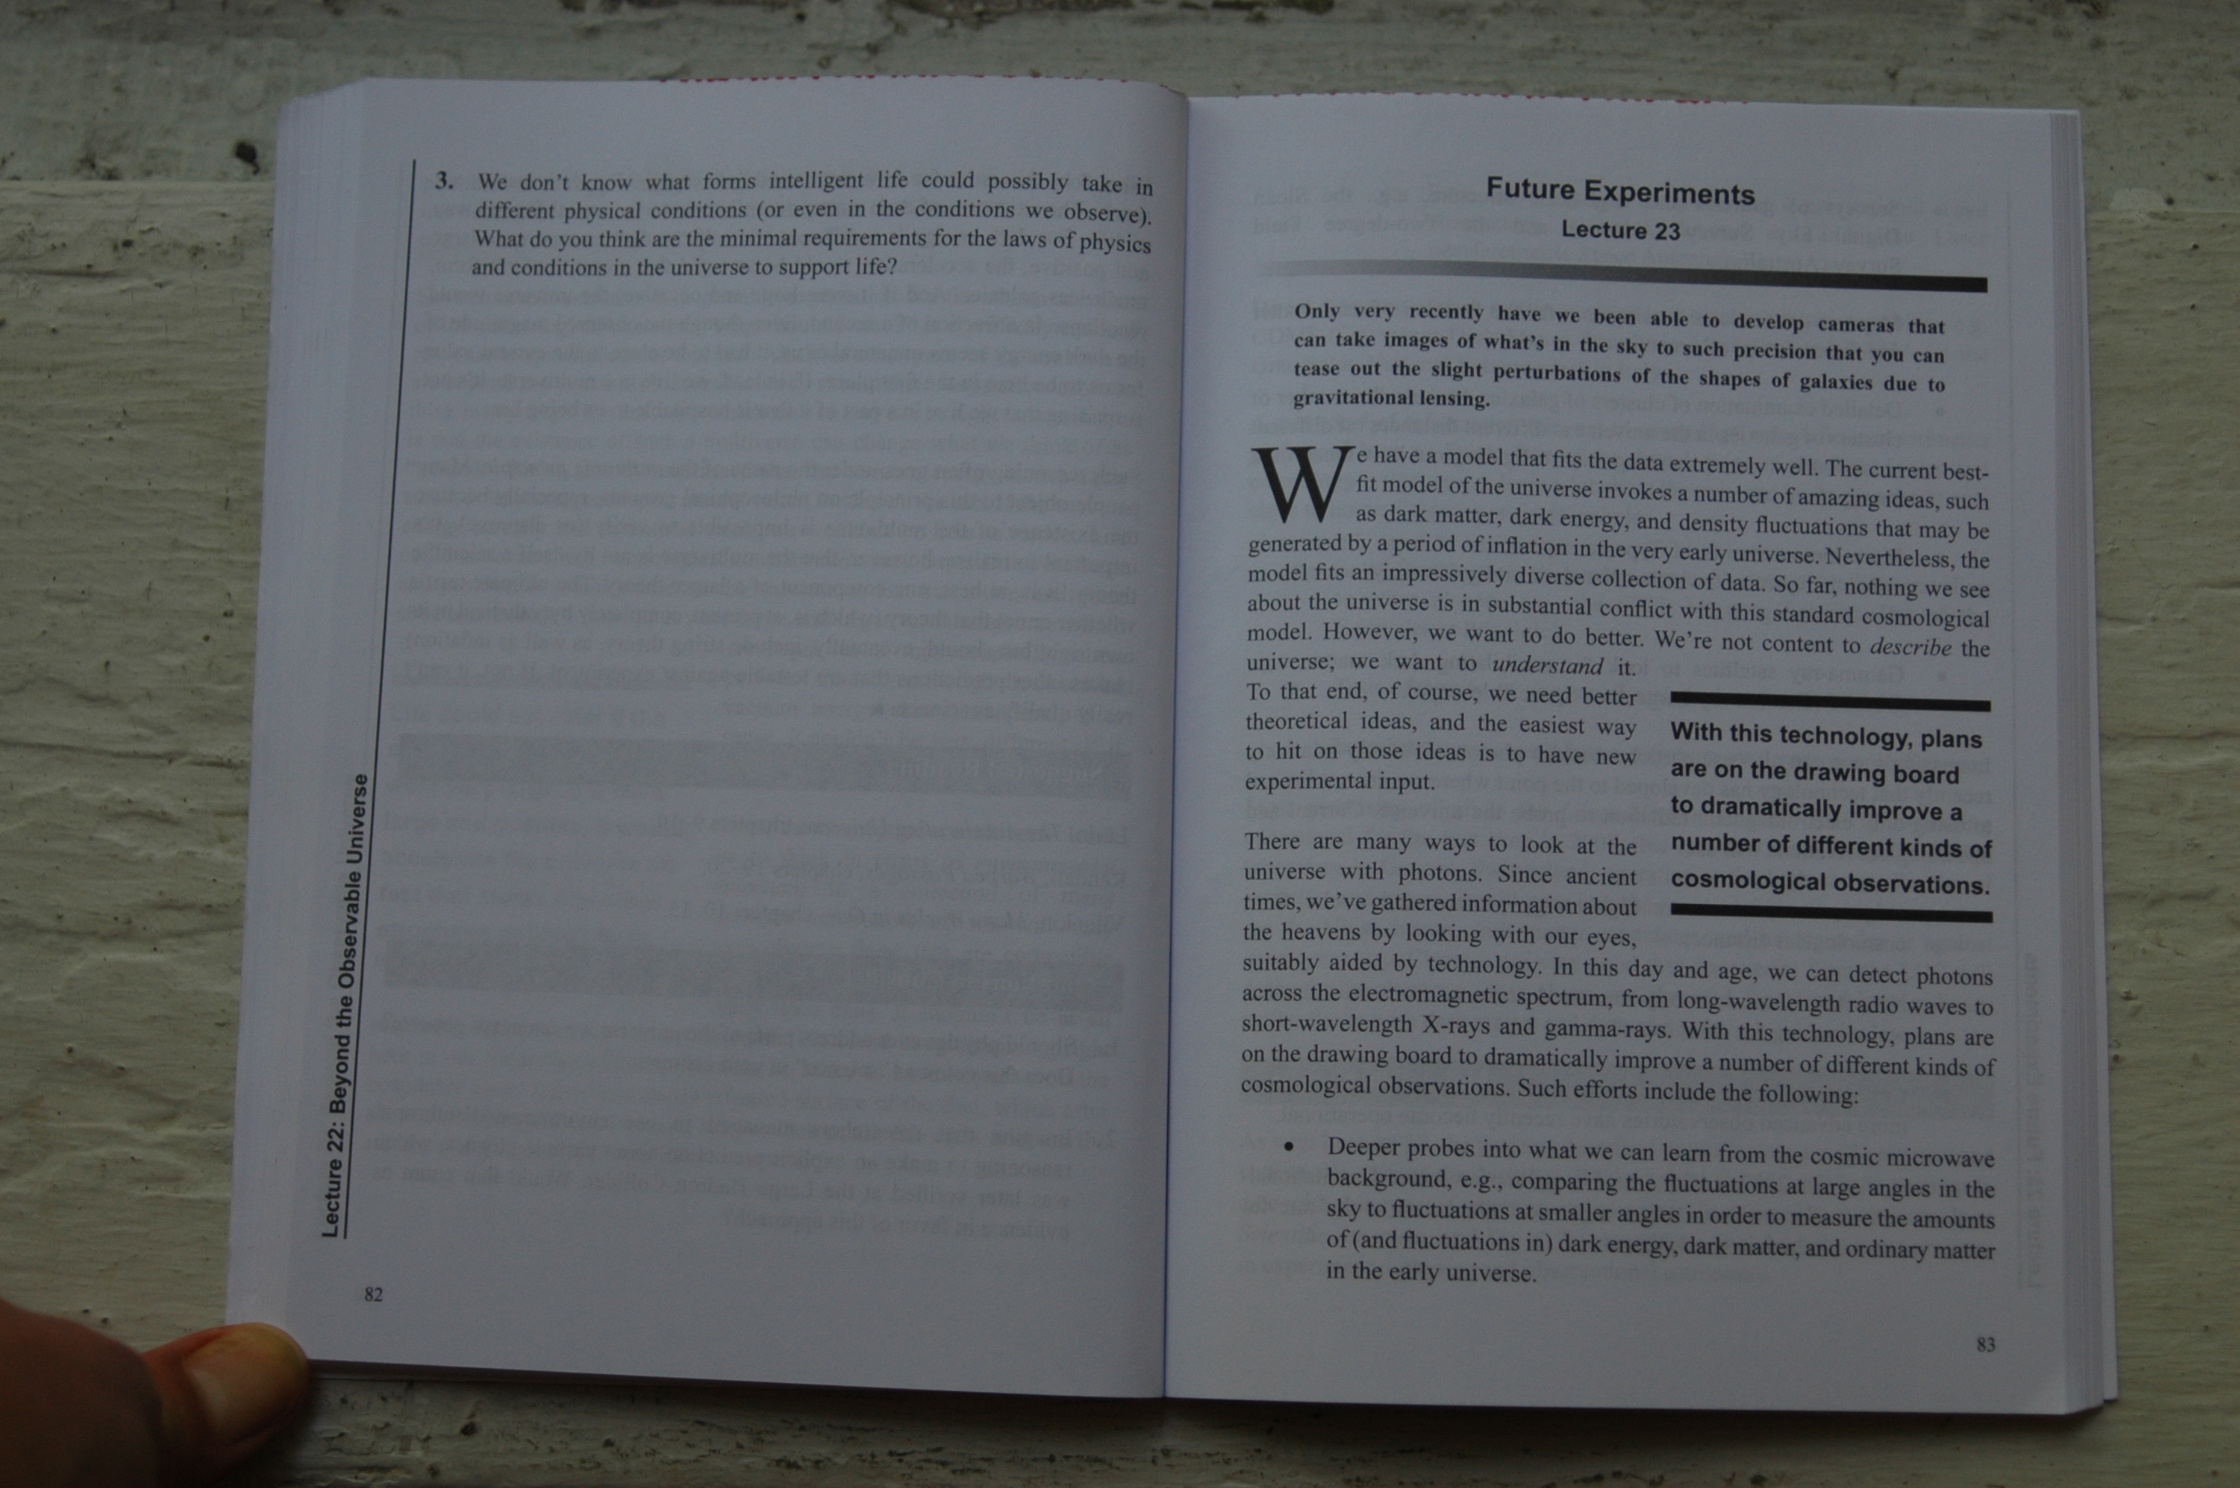 3. We don't know what forms intelligent life could possibly take in
different physical conditions (or even in the conditions we observe).
What do you think are the minimal requirements for the laws of physics
and conditions in the universe to support life?
Lecture 22: Beyond the Observable Universe
82
Future Experiments
Lecture 23
Only very recently have we been able to develop cameras that
can take images of what's in the sky to such precision that you can
tease out the slight perturbations of the shapes of galaxies due to
gravitational lensing.
We have a model that fits the data extremely well. The current best-
fit model of the universe invokes a number of amazing ideas, such
as dark matter, dark energy, and density fluctuations that may be
generated by a period of inflation in the very early universe. Nevertheless, the
model fits an impressively diverse collection of data. So far, nothing we see
about the universe is in substantial conflict with this standard cosmological
model. However, we want to do better. We're not content to describe the
universe; we want to understand it.
To that end, of course, we need better
theoretical ideas, and the easiest way
to hit on those ideas is to have new
experimental input.
With this technology, plans
are on the drawing board
to dramatically improve a
number of different kinds of
cosmological observations.
There are many ways to look at the
universe with photons. Since ancient
times, we've gathered information about
the heavens by looking with our eyes,
suitably aided by technology. In this day and age, we can detect photons
across the electromagnetic spectrum, from long-wavelength radio waves to
short-wavelength X-rays and gamma-rays. With this technology, plans are
on the drawing board to dramatically improve a number of different kinds of
cosmological observations. Such efforts include the following:
• Deeper probes into what we can learn from the cosmic microwave
background, e.g., comparing the fluctuations at large angles in the
sky to fluctuations at smaller angles in order to measure the amounts
of (and fluctuations in) dark energy, dark matter, and ordinary matter
in the early universe.
83